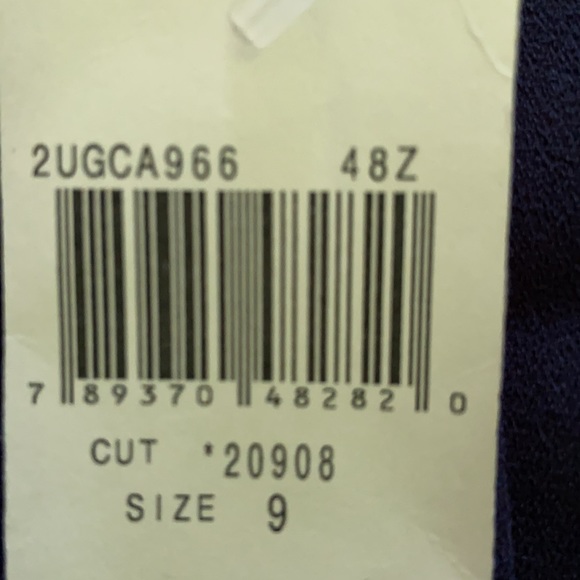 2UGCA966 48Z
7 89370 48282 0
CUT *20908
SIZE 9